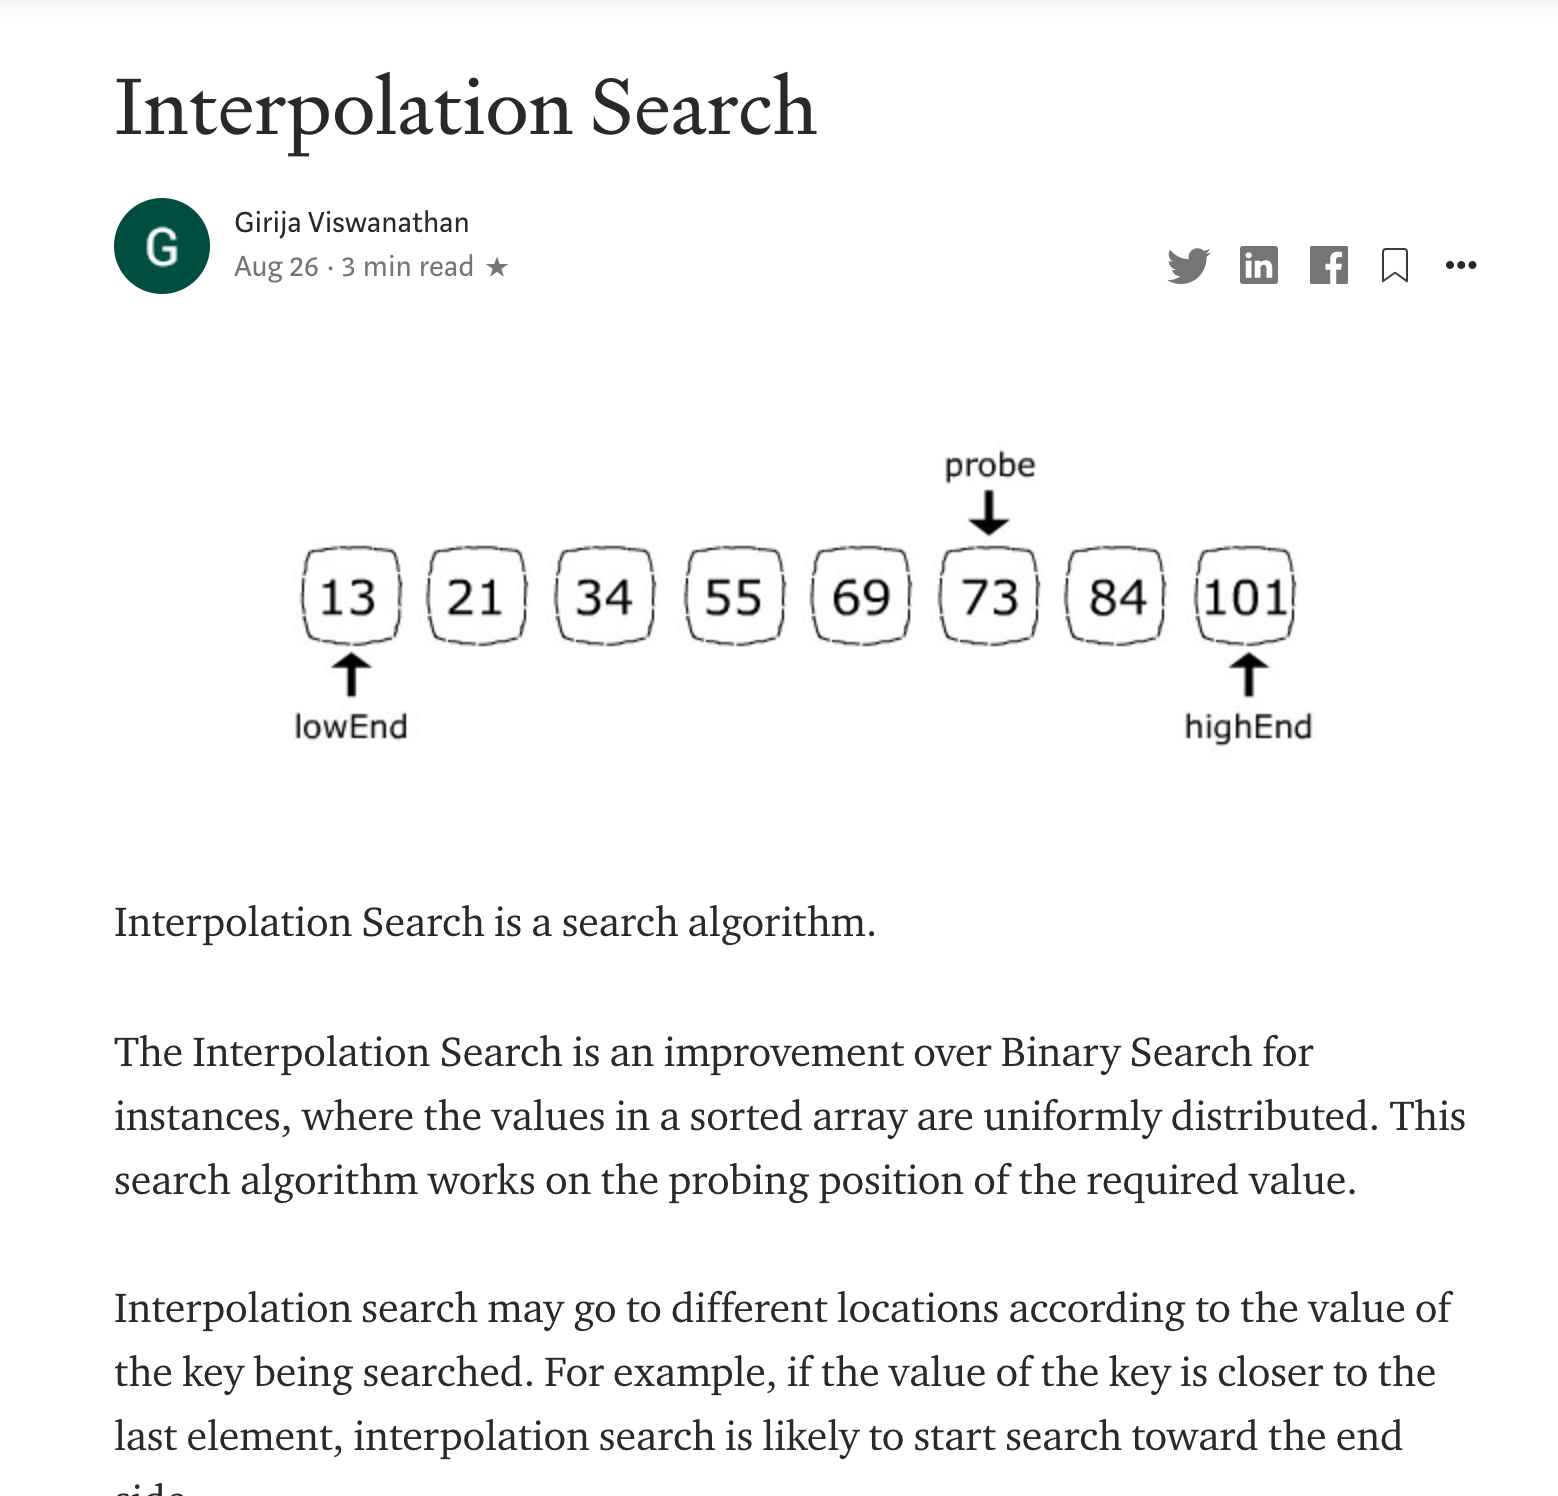 Interpolation Search
G
Girija Viswanathan
Aug 26 · 3 min read ★
probe
13 21 34 55 69 73 84 101
lowEnd highEnd
Interpolation Search is a search algorithm.
The Interpolation Search is an improvement over Binary Search for
instances, where the values in a sorted array are uniformly distributed. This
search algorithm works on the probing position of the required value.
Interpolation search may go to different locations according to the value of
the key being searched. For example, if the value of the key is closer to the
last element, interpolation search is likely to start search toward the end